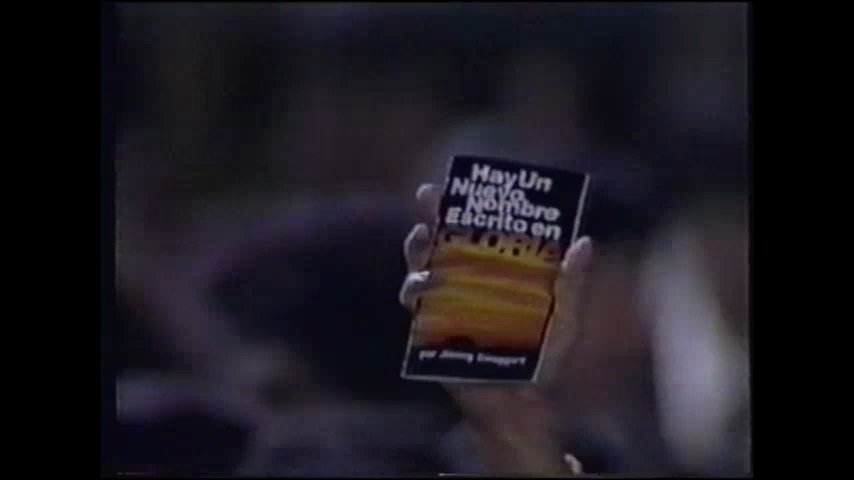 Hay Un
Nuevo
Nombre
Escrito en
GLORIA
por Jimmy Swaggart